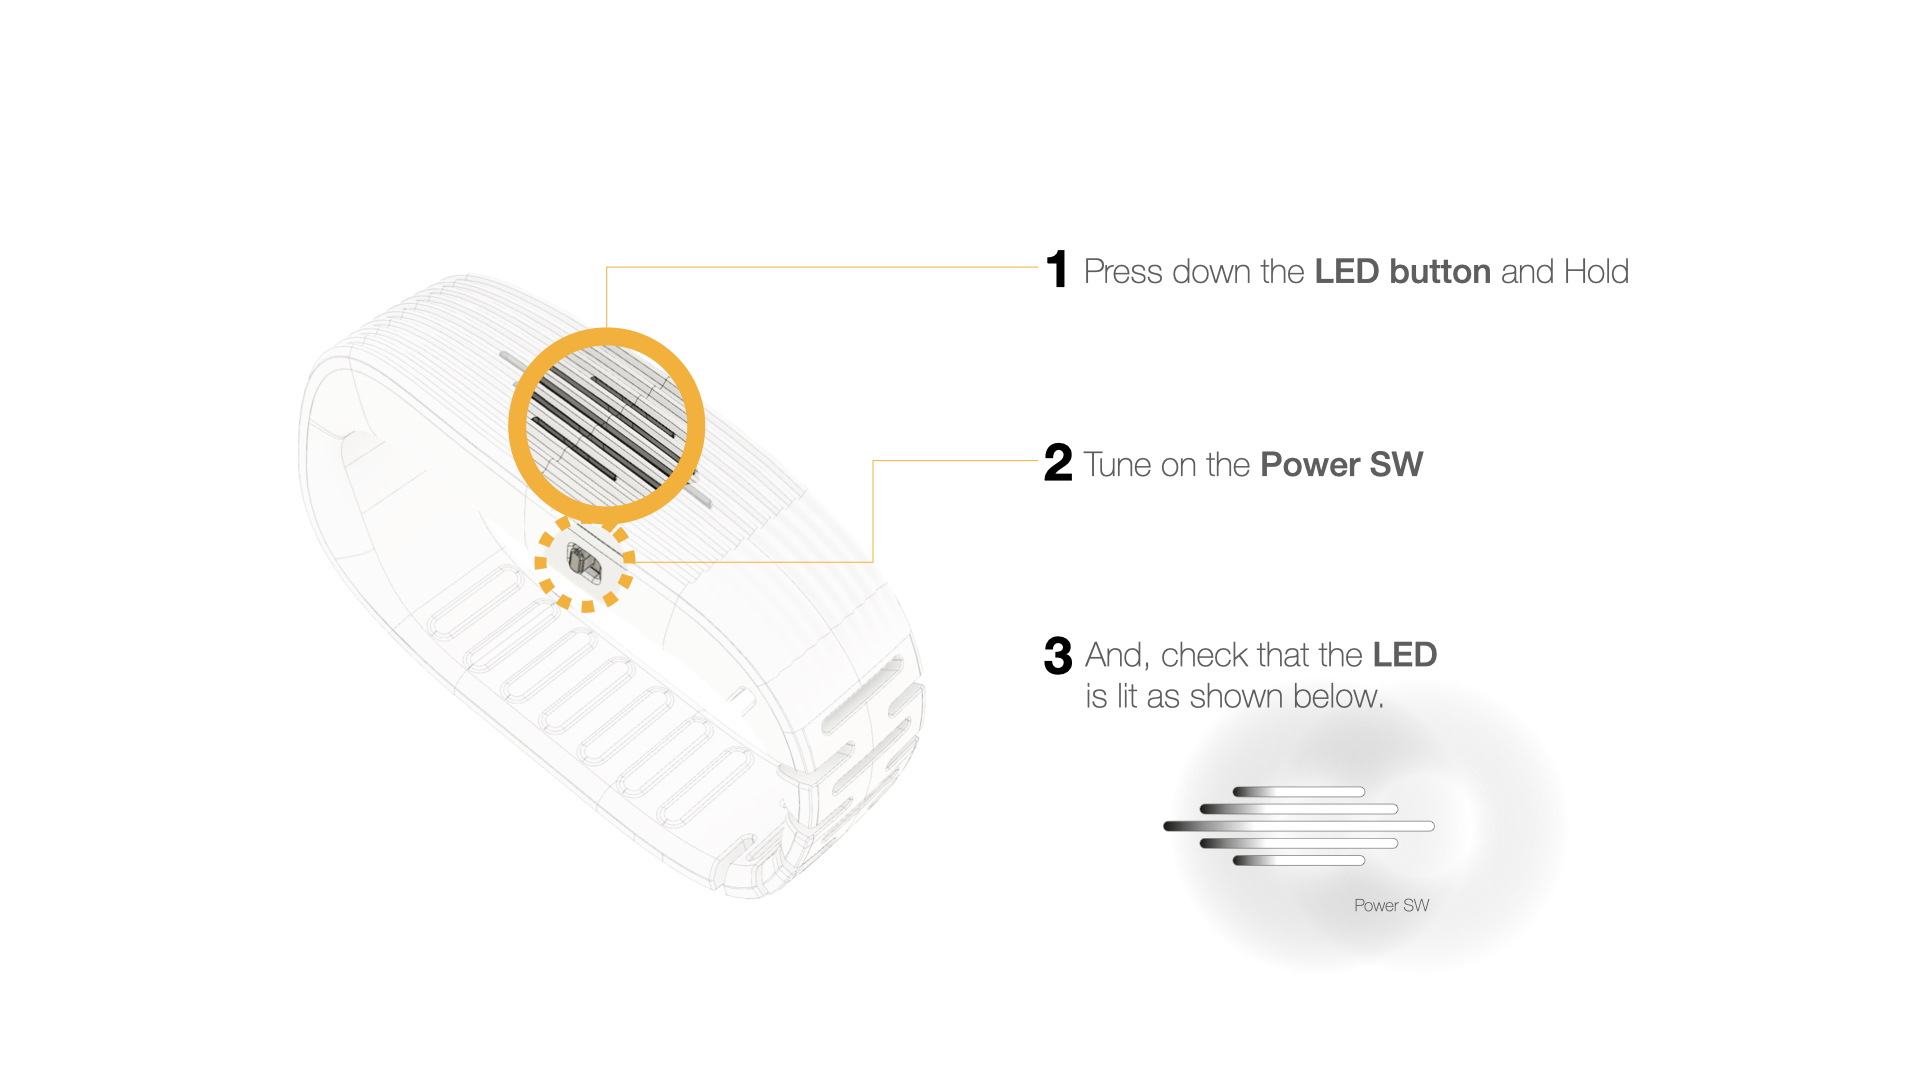 1 Press down the LED button and Hold
2 Tune on the Power SW
3 And, check that the LED
is lit as shown below.
Power SW